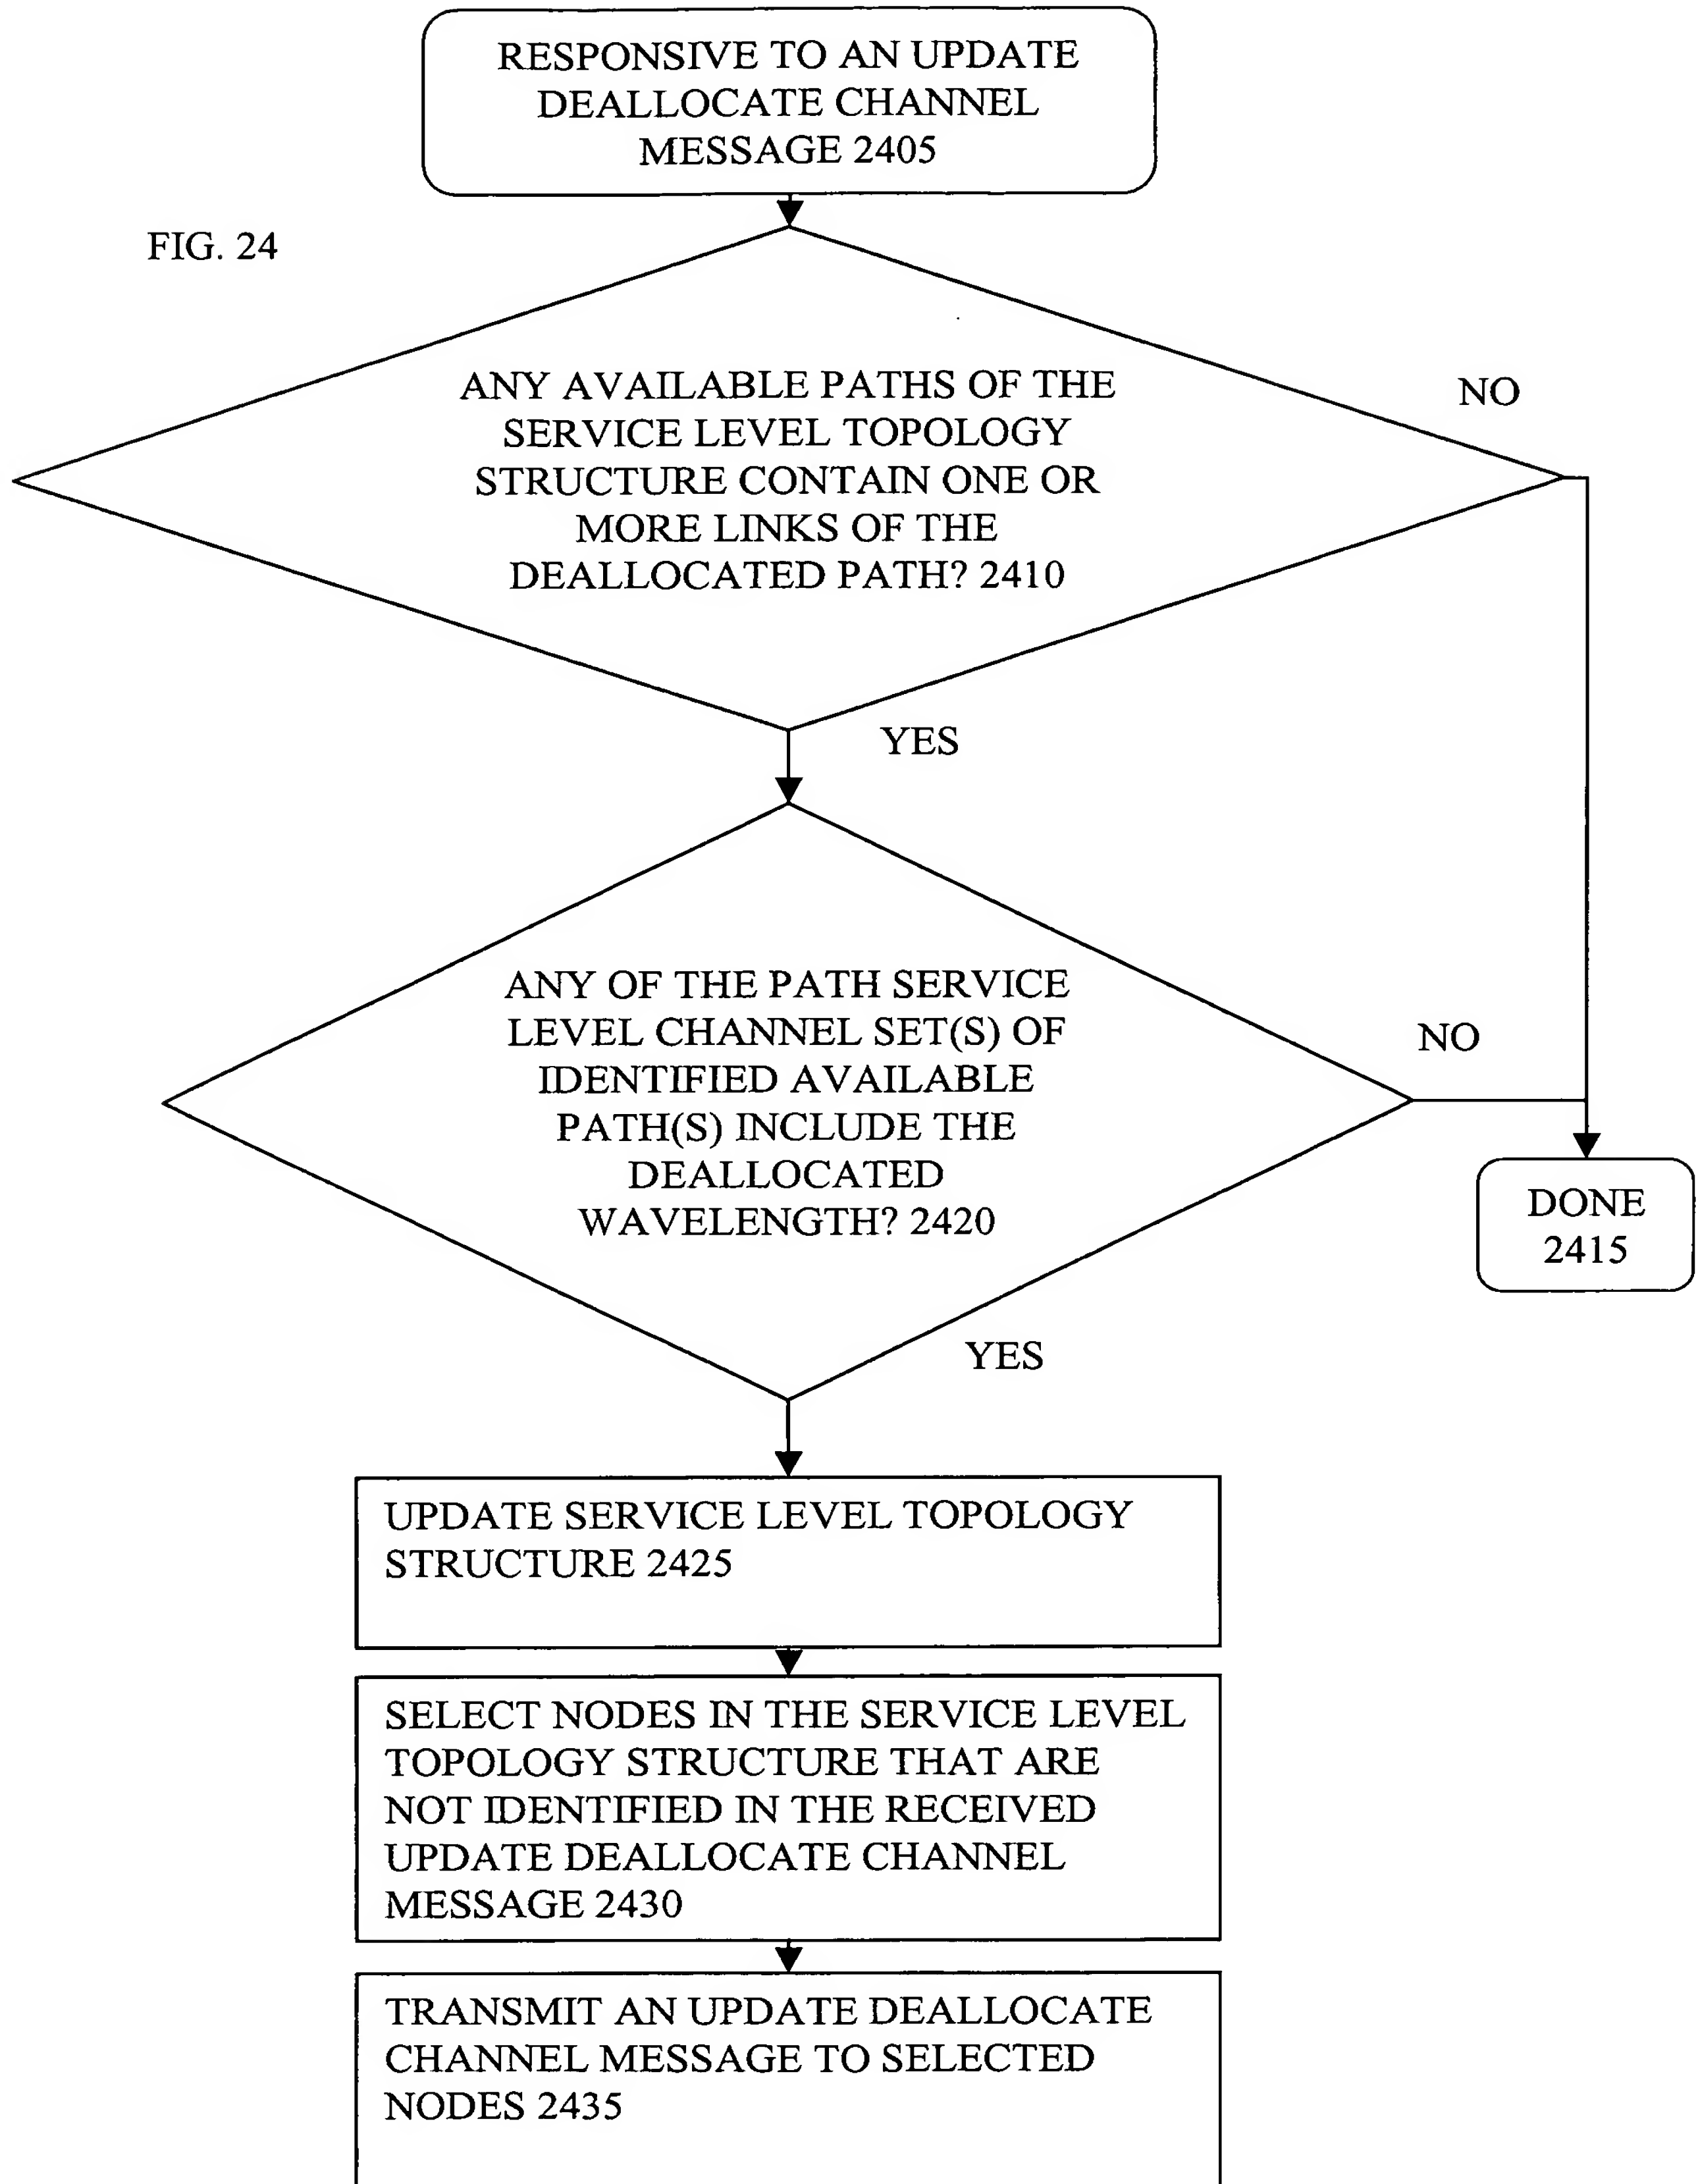 RESPONSIVE TO AN UPDATE
DEALLOCATE CHANNEL
MESSAGE 2405
FIG. 24
ANY AVAILABLE PATHS OF THE
SERVICE LEVEL TOPOLOGY
STRUCTURE CONTAIN ONE OR
MORE LINKS OF THE
DEALLOCATED PATH? 2410
NO
YES
ANY OF THE PATH SERVICE
LEVEL CHANNEL SET(S) OF
IDENTIFIED AVAILABLE
PATH(S) INCLUDE THE
DEALLOCATED
WAVELENGTH? 2420
NO
DONE
2415
YES
UPDATE SERVICE LEVEL TOPOLOGY
STRUCTURE 2425
SELECT NODES IN THE SERVICE LEVEL
TOPOLOGY STRUCTURE THAT ARE
NOT IDENTIFIED IN THE RECEIVED
UPDATE DEALLOCATE CHANNEL
MESSAGE 2430
TRANSMIT AN UPDATE DEALLOCATE
CHANNEL MESSAGE TO SELECTED
NODES 2435